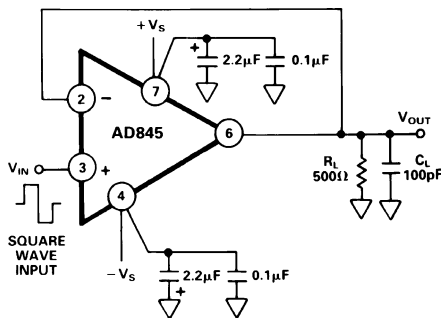 +VS
+
2.2μF
0.1μF
7
2
−
AD845
6
VOUT
VIN
3
+
RL
500Ω
CL
100pF
4
SQUARE
WAVE
INPUT
−VS
2.2μF
0.1μF
+